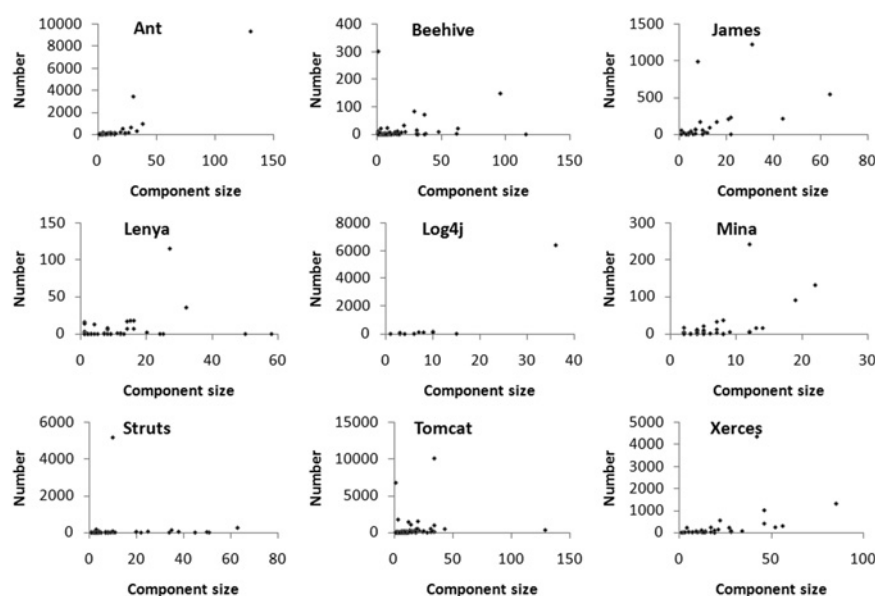 Ant
Number
10000
8000
6000
4000
2000
0
0 50 100 150
Component size
Beehive
Number
400
300
200
100
0
0 50 100 150
Component size
James
Number
1500
1000
500
0
0 20 40 60 80
Component size
Lenya
Number
150
100
50
0
0 20 40 60
Component size
Log4j
Number
8000
6000
4000
2000
0
0 10 20 30 40
Component size
Mina
Number
300
200
100
0
0 10 20 30
Component size
Struts
Number
6000
4000
2000
0
0 20 40 60 80
Component size
Tomcat
Number
15000
10000
5000
0
0 50 100 150
Component size
Xerces
Number
5000
4000
3000
2000
1000
0
0 50 100
Component size